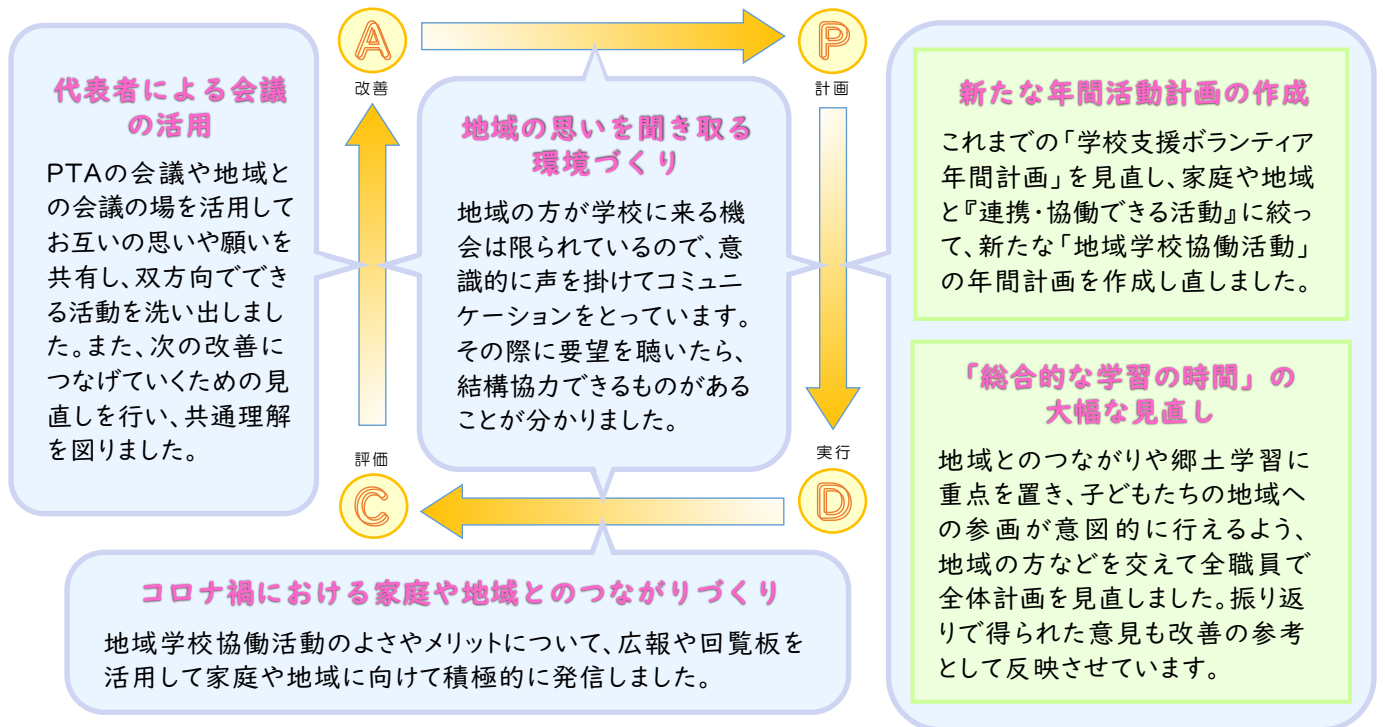 A
改善
P
計画
実行
D
評価
C
代表者による会議
の活用
PTAの会議や地域と
の会議の場を活用して
お互いの思いや願いを
共有し、双方向ででき
る活動を洗い出しまし
た。また、次の改善に
つなげていくための見
直しを行い、共通理解
を図りました。
地域の思いを聞き取る
環境づくり
地域の方が学校に来る機
会は限られているので、意
識的に声を掛けてコミュニ
ケーションをとっています。
その際に要望を聴いたら、
結構協力できるものがある
ことが分かりました。
新たな年間活動計画の作成
これまでの「学校支援ボランティア
年間計画」を見直し、家庭や地域
と『連携・協働できる活動』に絞っ
て、新たな「地域学校協働活動」
の年間計画を作成し直しました。
「総合的な学習の時間」の
大幅な見直し
地域とのつながりや郷土学習に
重点を置き、子どもたちの地域へ
の参画が意図的に行えるよう、
地域の方などを交えて全職員で
全体計画を見直しました。振り返
りで得られた意見も改善の参考
として反映させています。
コロナ禍における家庭や地域とのつながりづくり
地域学校協働活動のよさやメリットについて、広報や回覧板を
活用して家庭や地域に向けて積極的に発信しました。